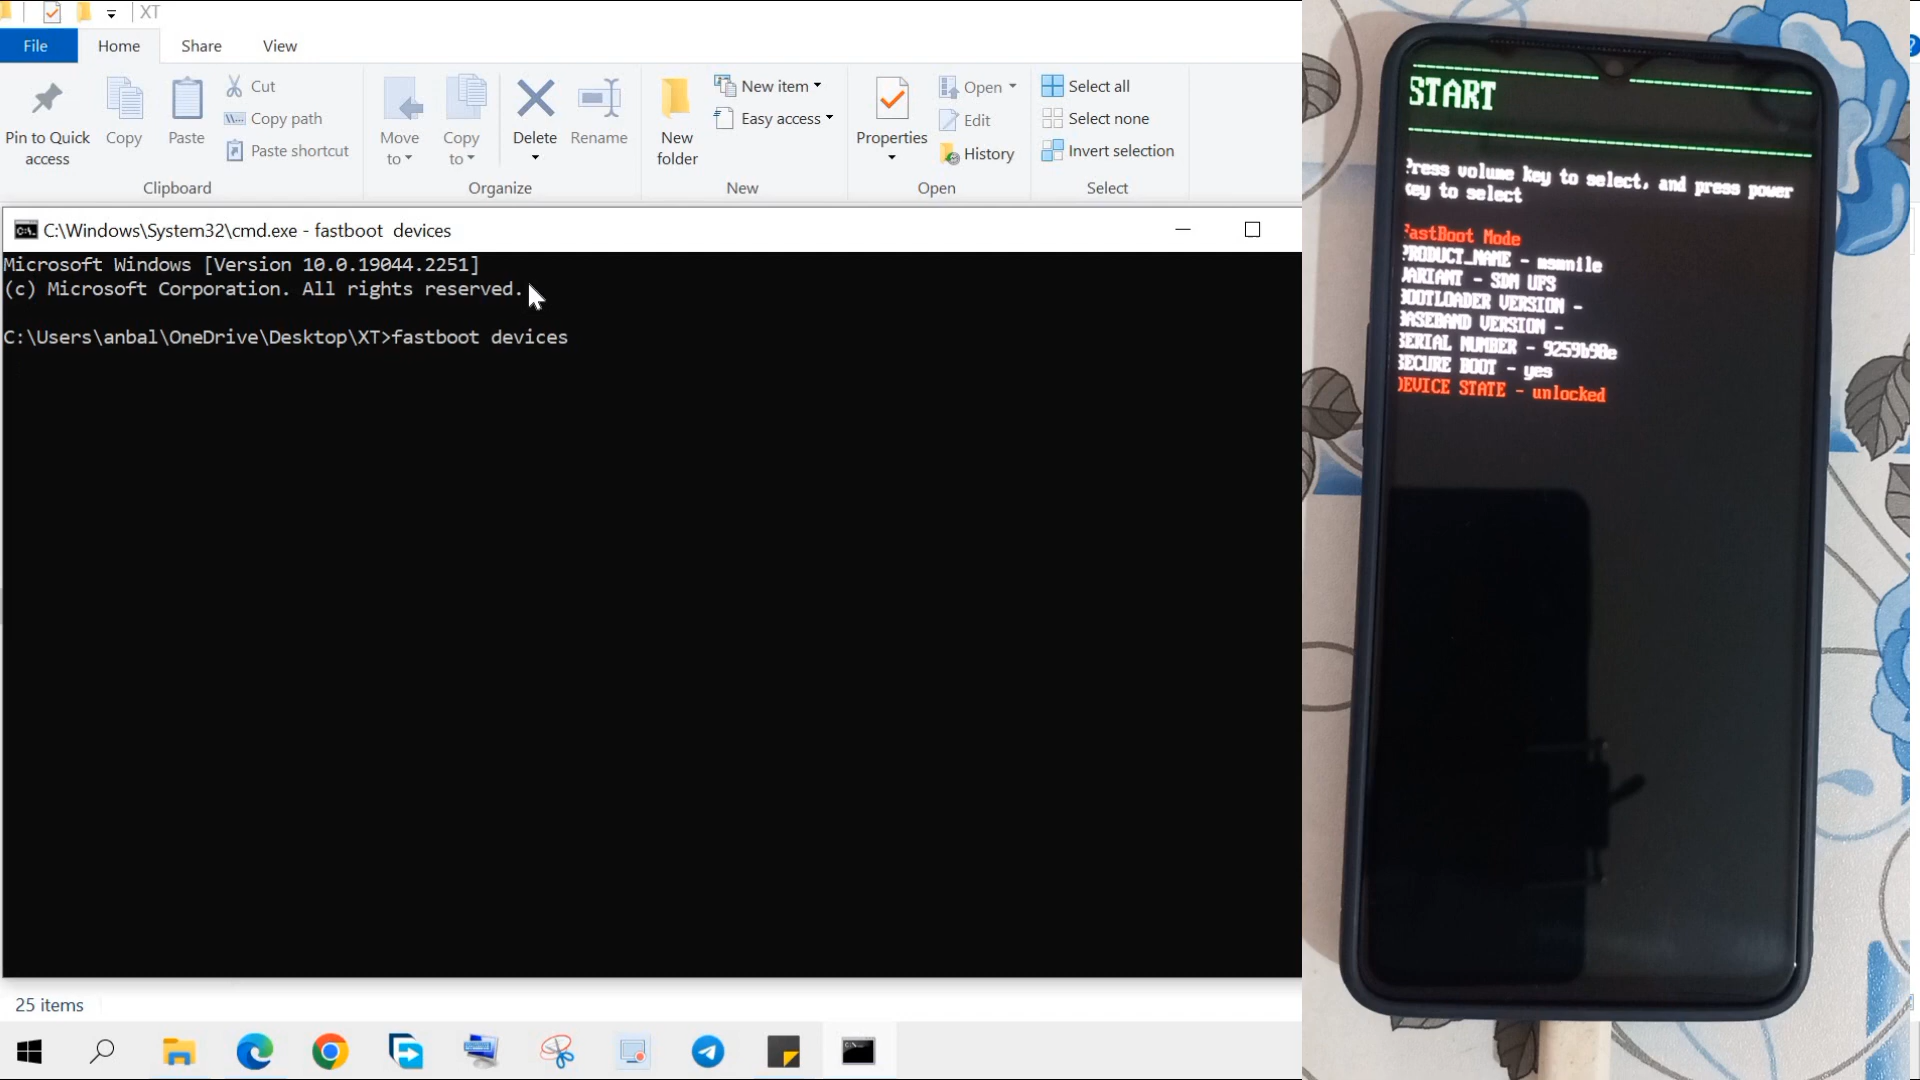 XT
File Home Share View
Pin to Quick access
Copy
Paste
Cut
Copy path
Paste shortcut
Clipboard
Move to
Copy to
Delete
Rename
Organize
New folder
New item
Easy access
New
Properties
Open
Edit
History
Open
Select all
Select none
Invert selection
Select
C:\Windows\System32\cmd.exe - fastboot  devices
Microsoft Windows [Version 10.0.19044.2251]
(c) Microsoft Corporation. All rights reserved.
C:\Users\anbal\OneDrive\Desktop\XT>fastboot devices
25 items
START
Press volume key to select, and press power
key to select
FastBoot Mode
PRODUCT_NAME - msmnile
VARIANT - SDM UFS
BOOTLOADER VERSION -
BASEBAND VERSION -
SERIAL NUMBER - 9259b90e
SECURE BOOT - yes
DEVICE STATE - unlocked